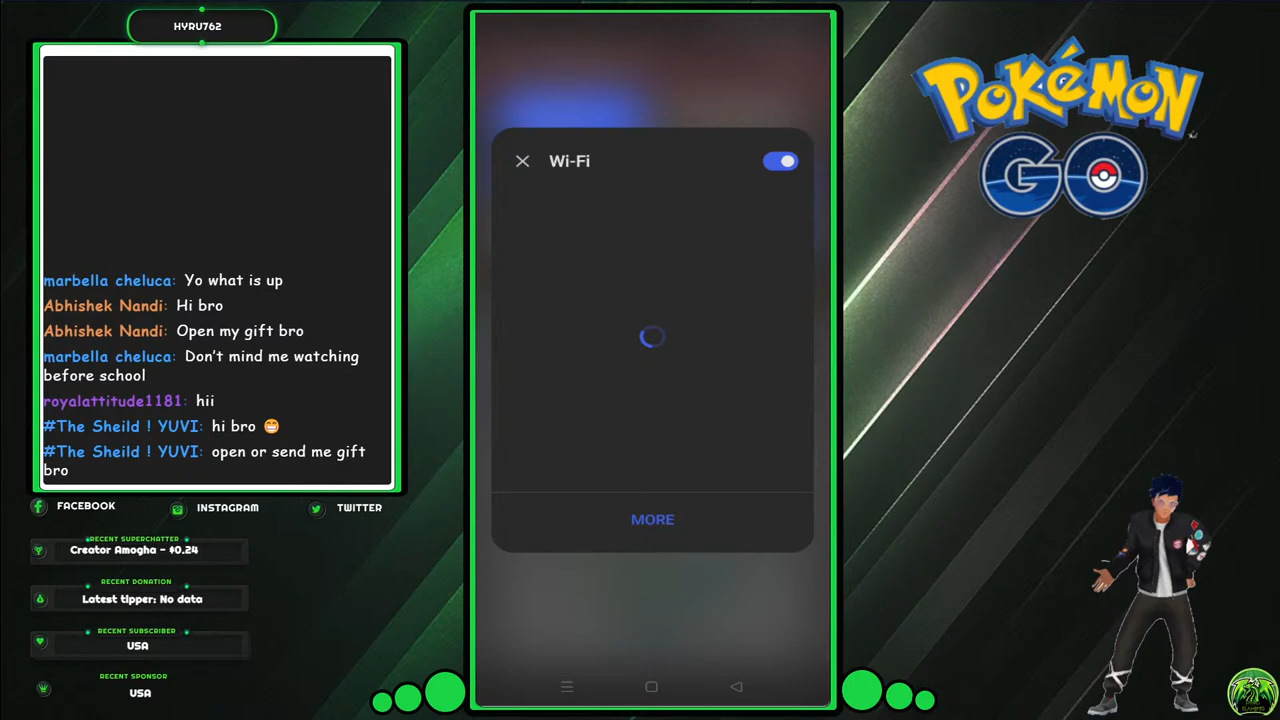 HYRU762
marbella cheluca: Yo what is up
Abhishek Nandi: Hi bro
Abhishek Nandi: Open my gift bro
marbella cheluca: Don't mind me watching
before school
royalattitude1181: hii
#The Sheild ! YUVI: hi bro 😁
#The Sheild ! YUVI: open or send me gift
bro
FACEBOOK INSTAGRAM TWITTER
RECENT SUPERCHATTER
Creator Amogha - $0.24
RECENT DONATION
Latest tipper: No data
RECENT SUBSCRIBER
USA
RECENT SPONSOR
USA
Wi-Fi
MORE
POKéMON
GO